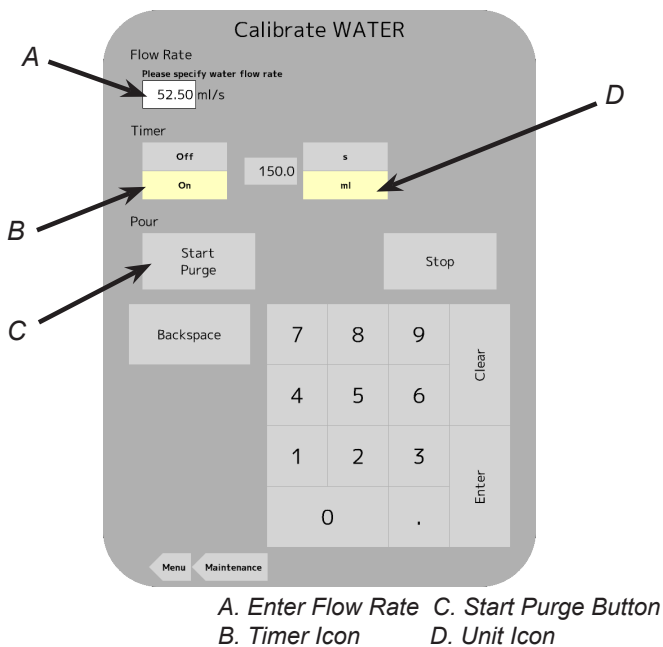 Calibrate WATER
Flow Rate
A
Please specify water flow rate
52.50 ml/s
D
Timer
Off
s
150.0
On
ml
B
Pour
Start
Purge
Stop
C
Backspace
7 8 9
Clear
4 5 6
1 2 3
Enter
0 .
Menu Maintenance
A. Enter Flow Rate C. Start Purge Button
B. Timer Icon D. Unit Icon